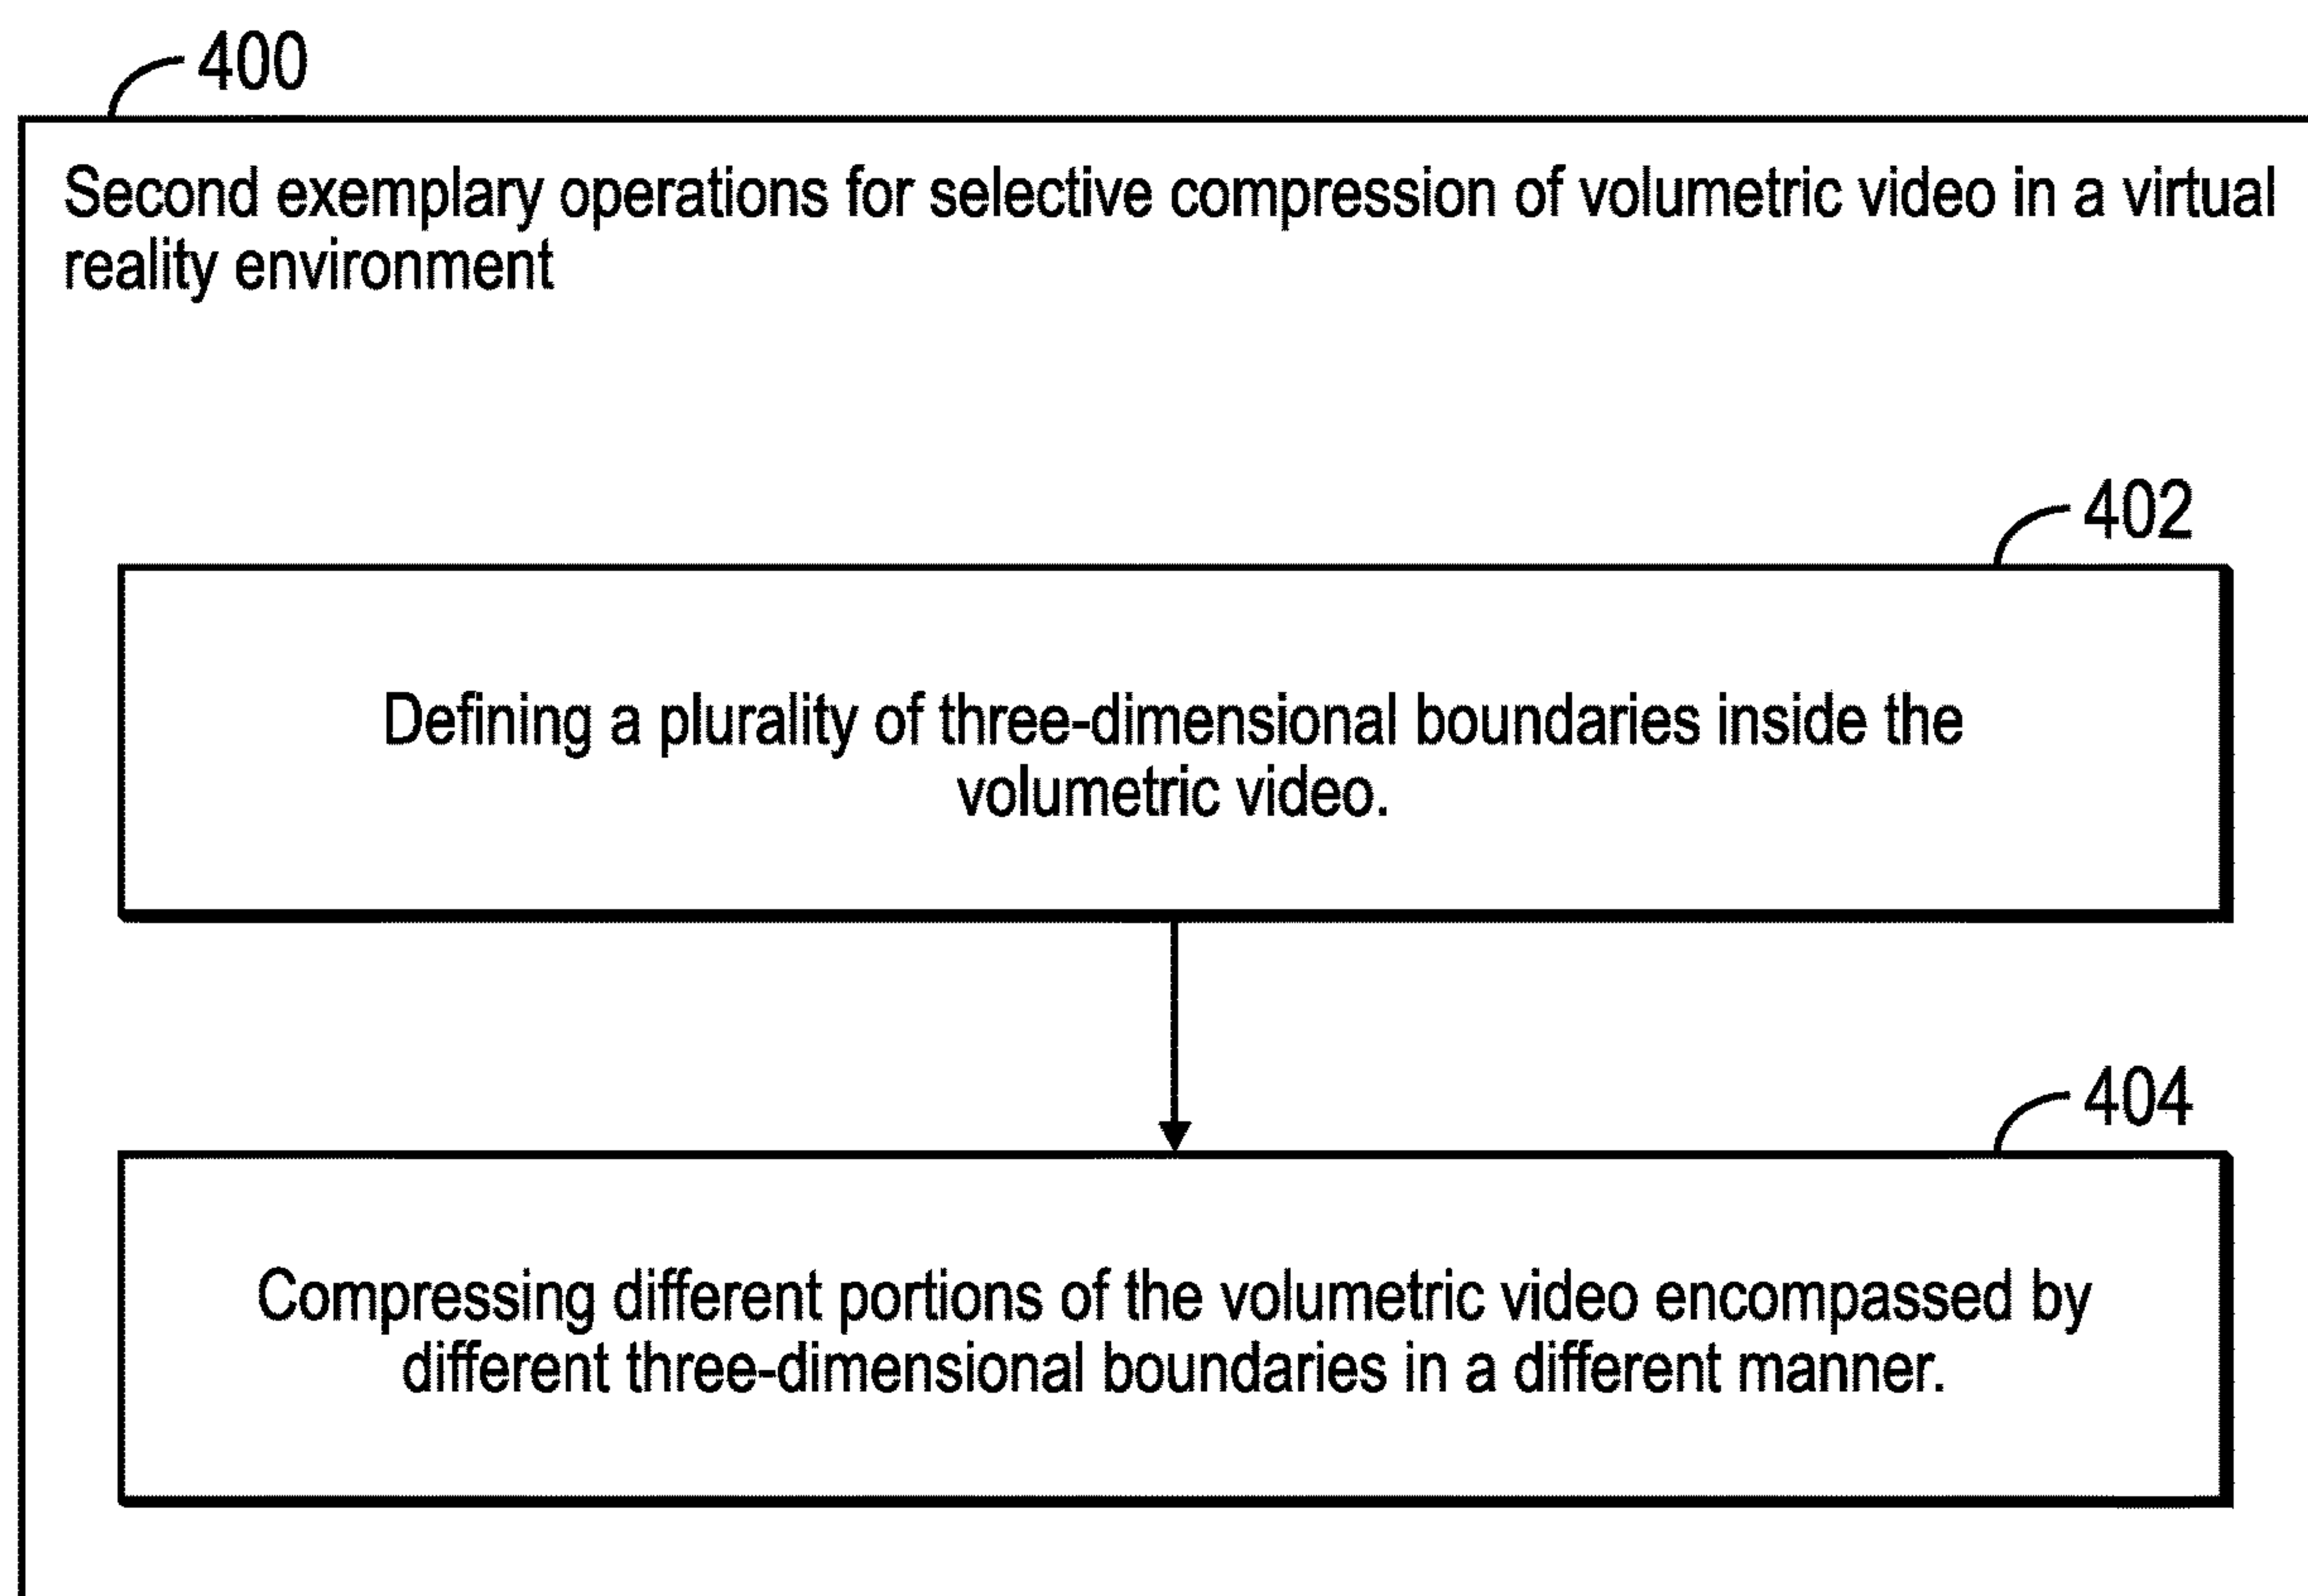 400
Second exemplary operations for selective compression of volumetric video in a virtual
reality environment
402
Defining a plurality of three-dimensional boundaries inside the
volumetric video.
404
Compressing different portions of the volumetric video encompassed by
different three-dimensional boundaries in a different manner.